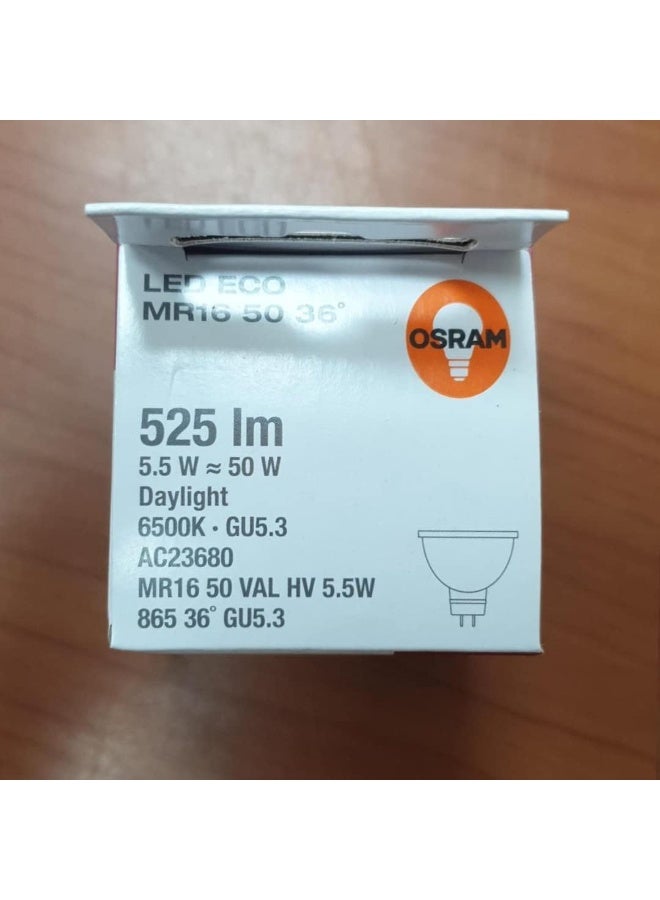 LED ECO
MR16 50 36°
OSRAM
525 lm
5.5 W ≈ 50 W
Daylight
6500K · GU5.3
AC23680
MR16 50 VAL HV 5.5W
865 36° GU5.3